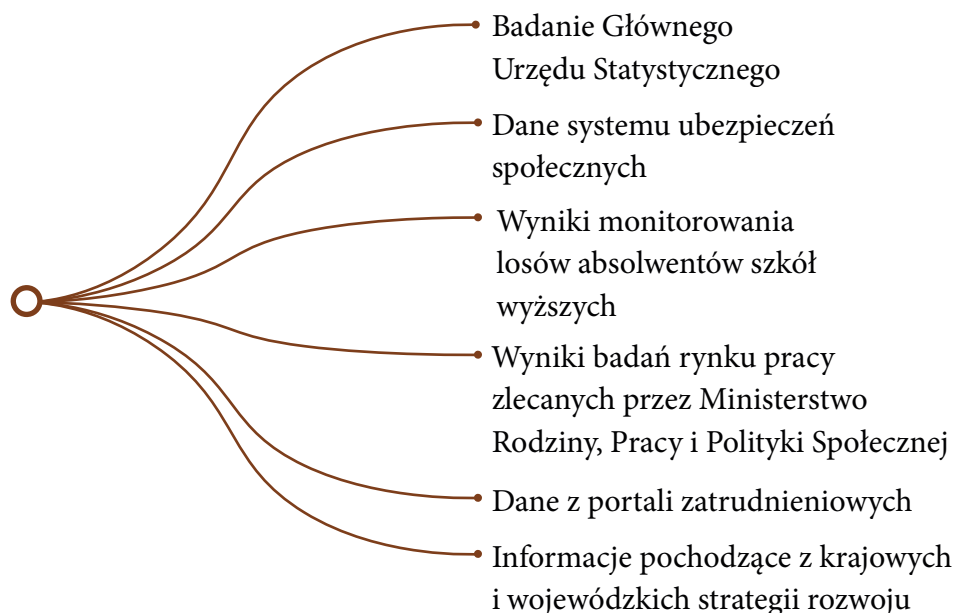 Badanie Głównego
Urzędu Statystycznego
Dane systemu ubezpieczeń
społecznych
Wyniki monitorowania
losów absolwentów szkół
wyższych
Wyniki badań rynku pracy
zlecanych przez Ministerstwo
Rodziny, Pracy i Polityki Społecznej
Dane z portali zatrudnieniowych
Informacje pochodzące z krajowych
i wojewódzkich strategii rozwoju